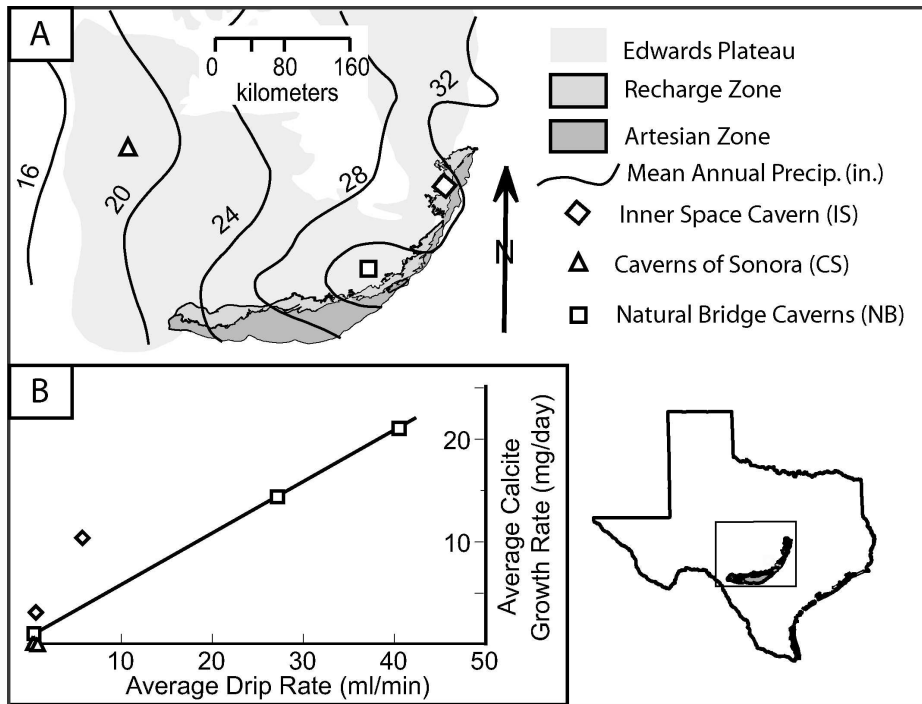 A
0 80 160
kilometers
16
20
24
28
32
N
Edwards Plateau
Recharge Zone
Artesian Zone
Mean Annual Precip. (in.)
Inner Space Cavern (IS)
Caverns of Sonora (CS)
Natural Bridge Caverns (NB)
B
20
10
Average Calcite
Growth Rate (mg/day)
10 20 30 40 50
Average Drip Rate (ml/min)